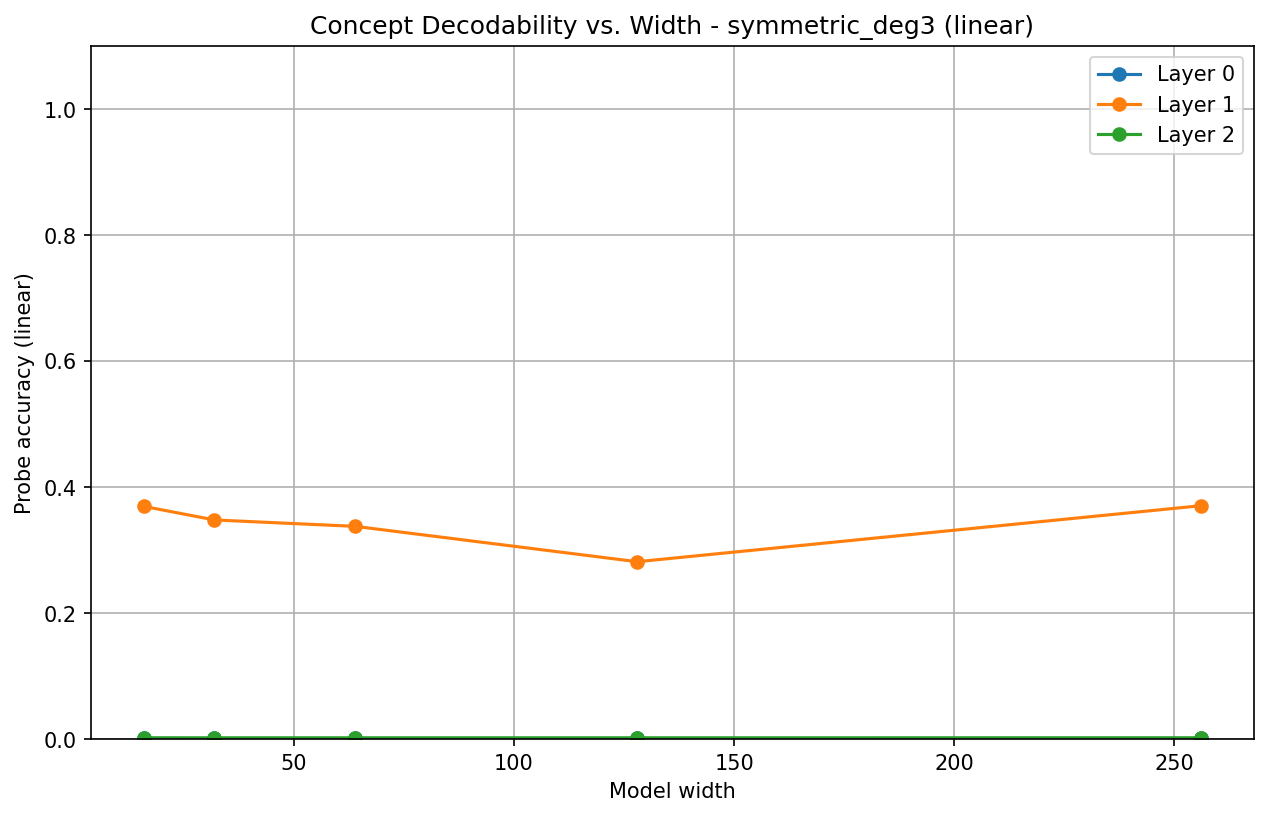 Concept Decodability vs. Width - symmetric_deg3 (linear)
Layer 0
Layer 1
Layer 2
Probe accuracy (linear)
1.0
0.8
0.6
0.4
0.2
0.0
50
100
150
200
250
Model width